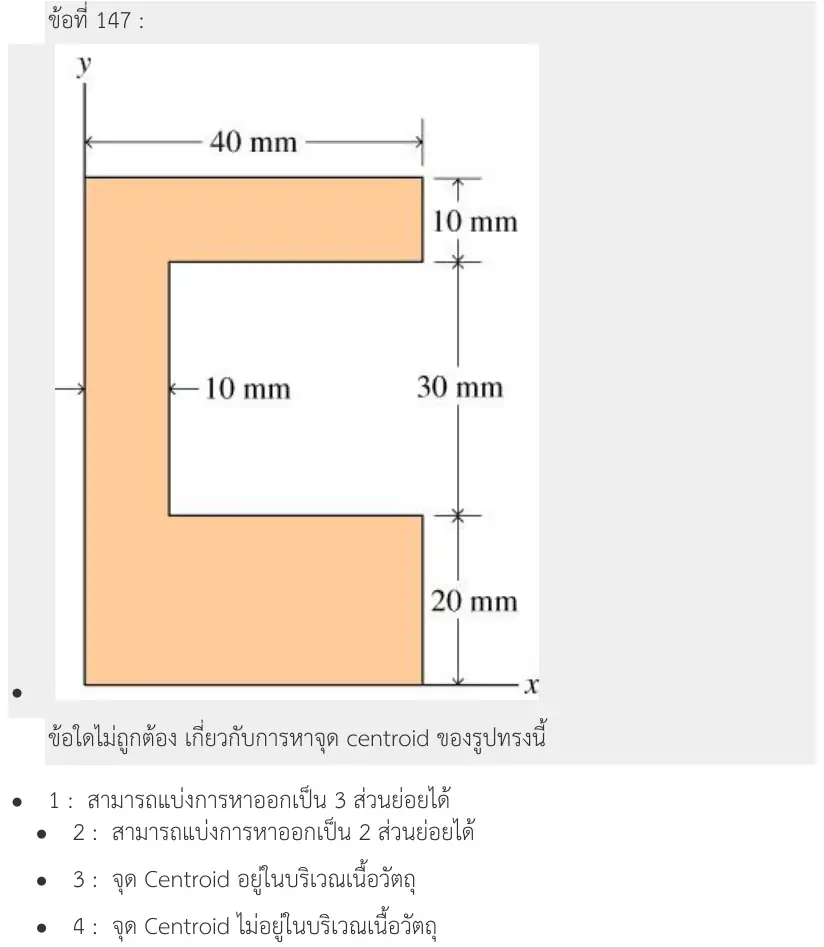 ข้อที่ 147 :
y
40 mm
10 mm
10 mm
30 mm
20 mm
x
ข้อใดไม่ถูกต้อง เกี่ยวกับการหาจุด centroid ของรูปทรงนี้
1 : สามารถแบ่งการหาออกเป็น 3 ส่วนย่อยได้
2 : สามารถแบ่งการหาออกเป็น 2 ส่วนย่อยได้
3 : จุด Centroid อยู่ในบริเวณเนื้อวัตถุ
4 : จุด Centroid ไม่อยู่ในบริเวณเนื้อวัตถุ